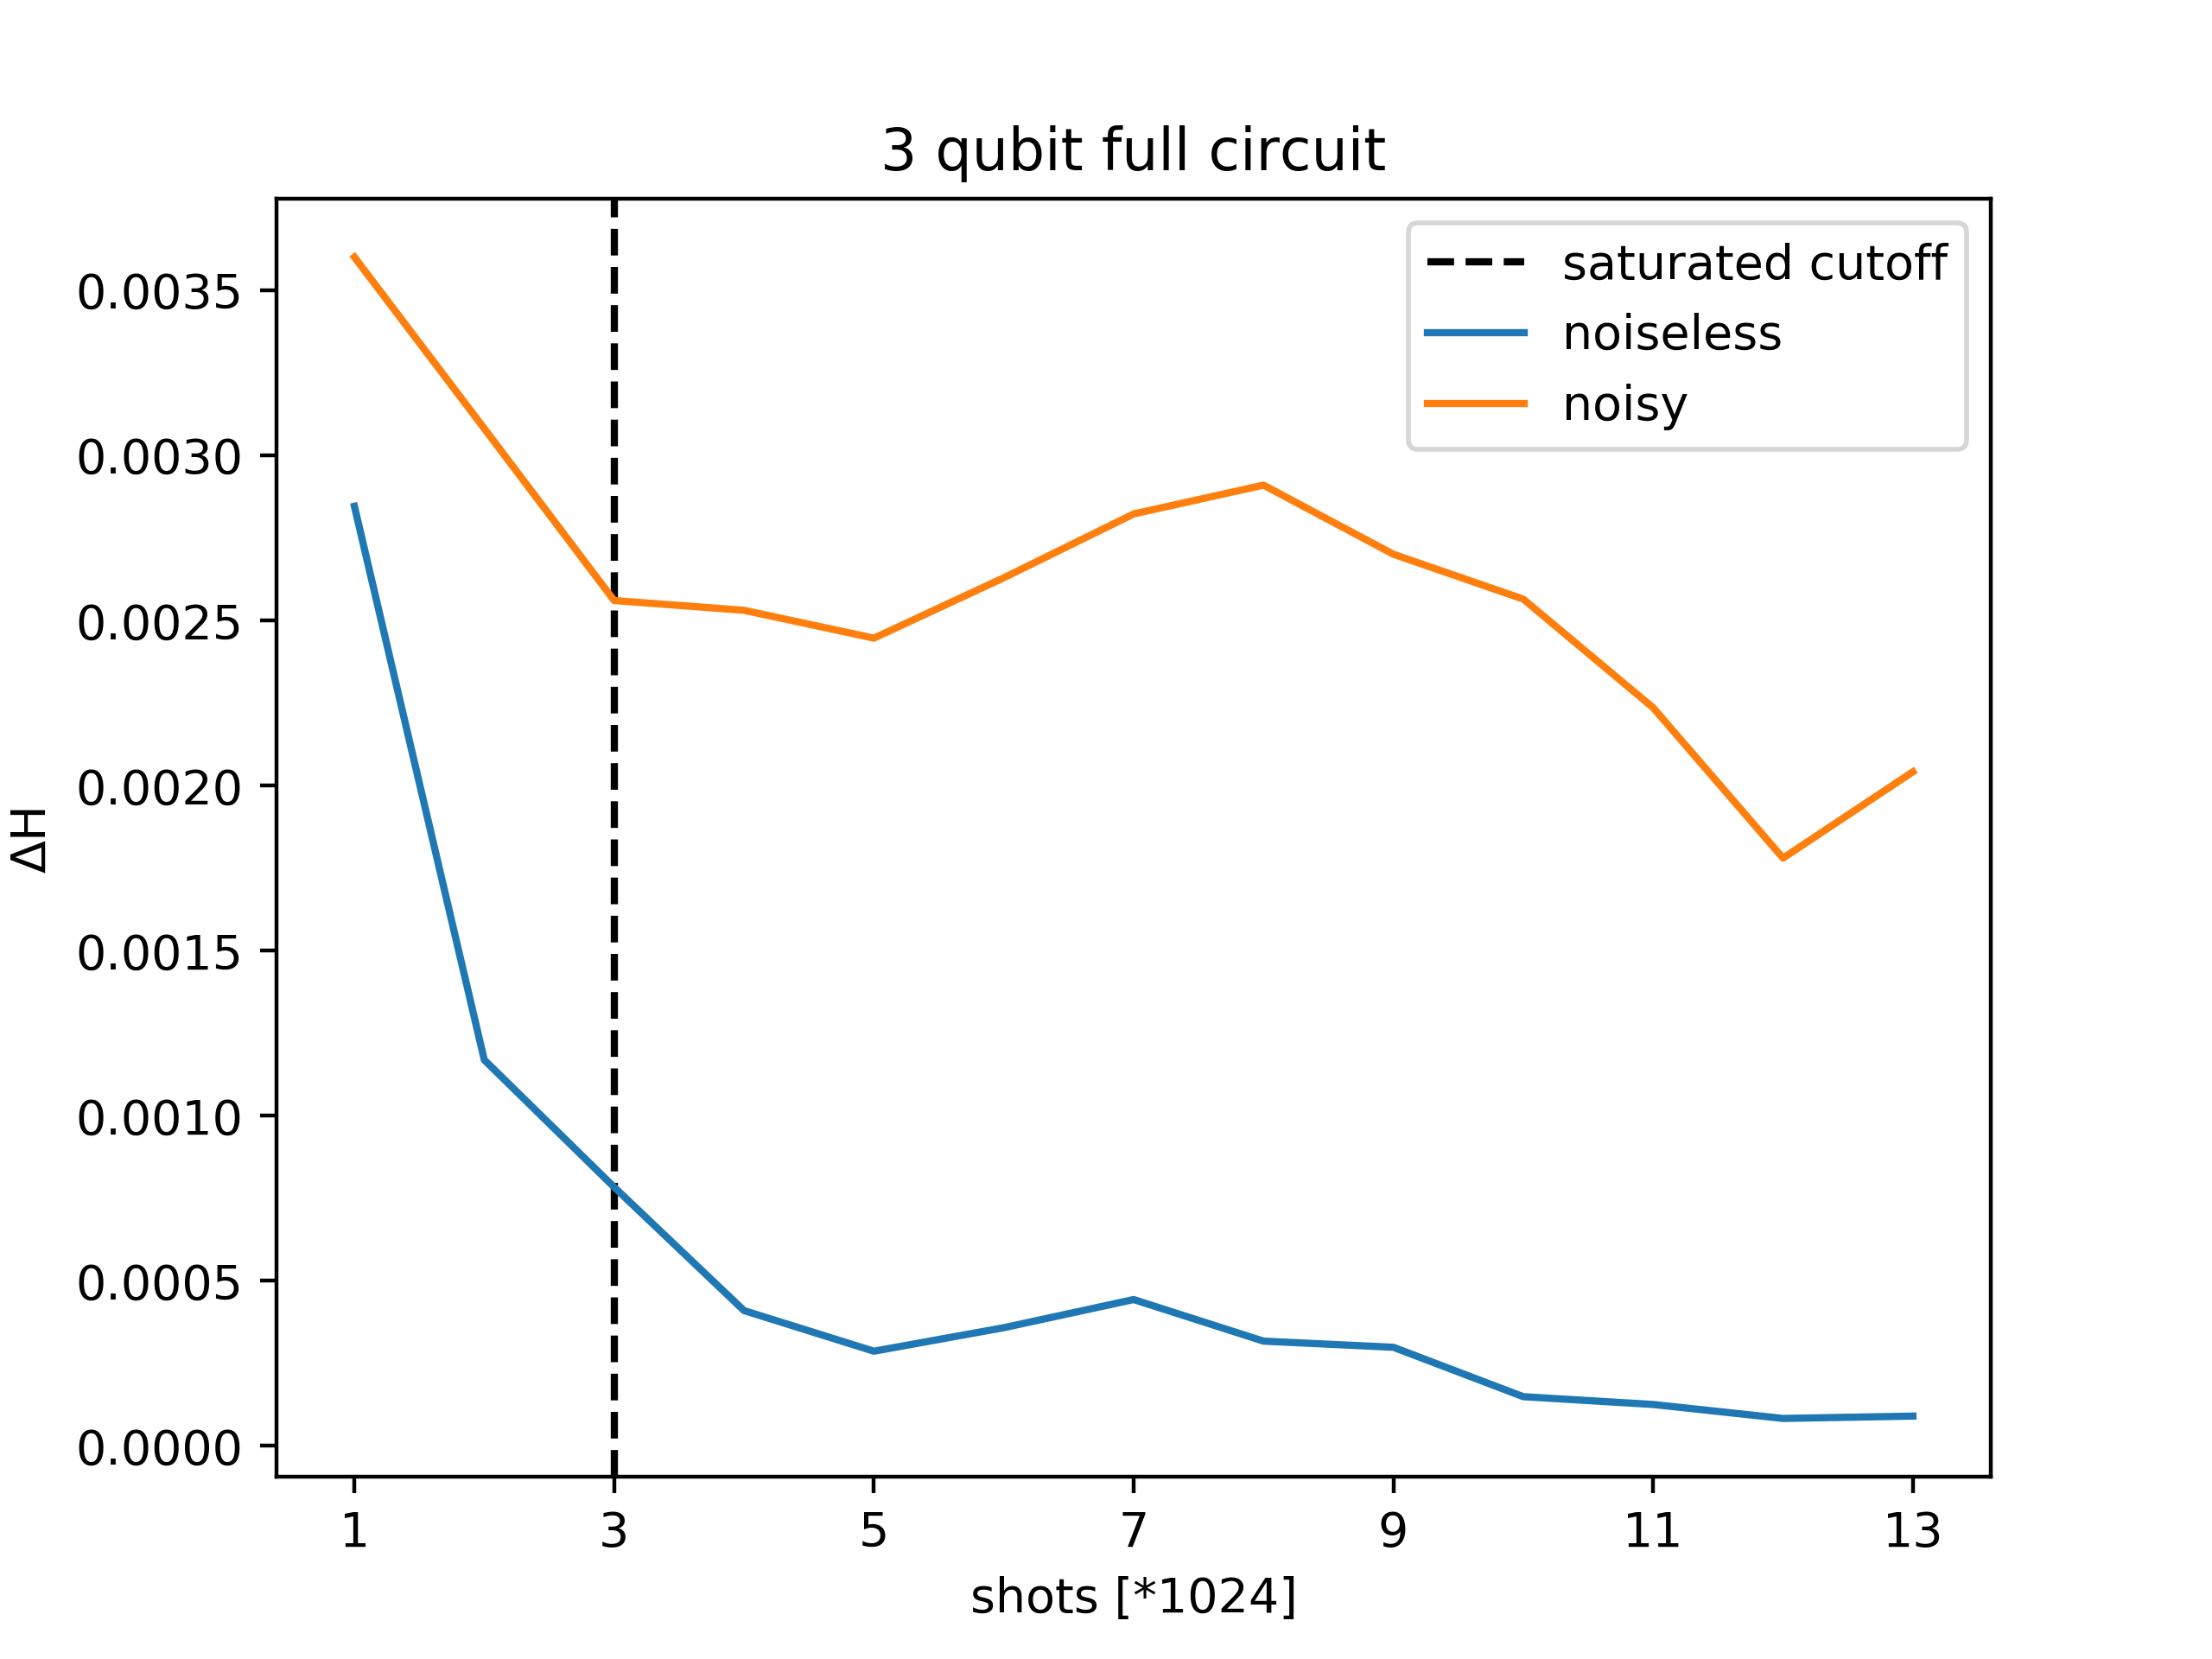 3 qubit full circuit
saturated cutoff
noiseless
noisy
0.0035
0.0030
0.0025
0.0020
0.0015
0.0010
0.0005
0.0000
ΔH
1 3 5 7 9 11 13
shots [*1024]